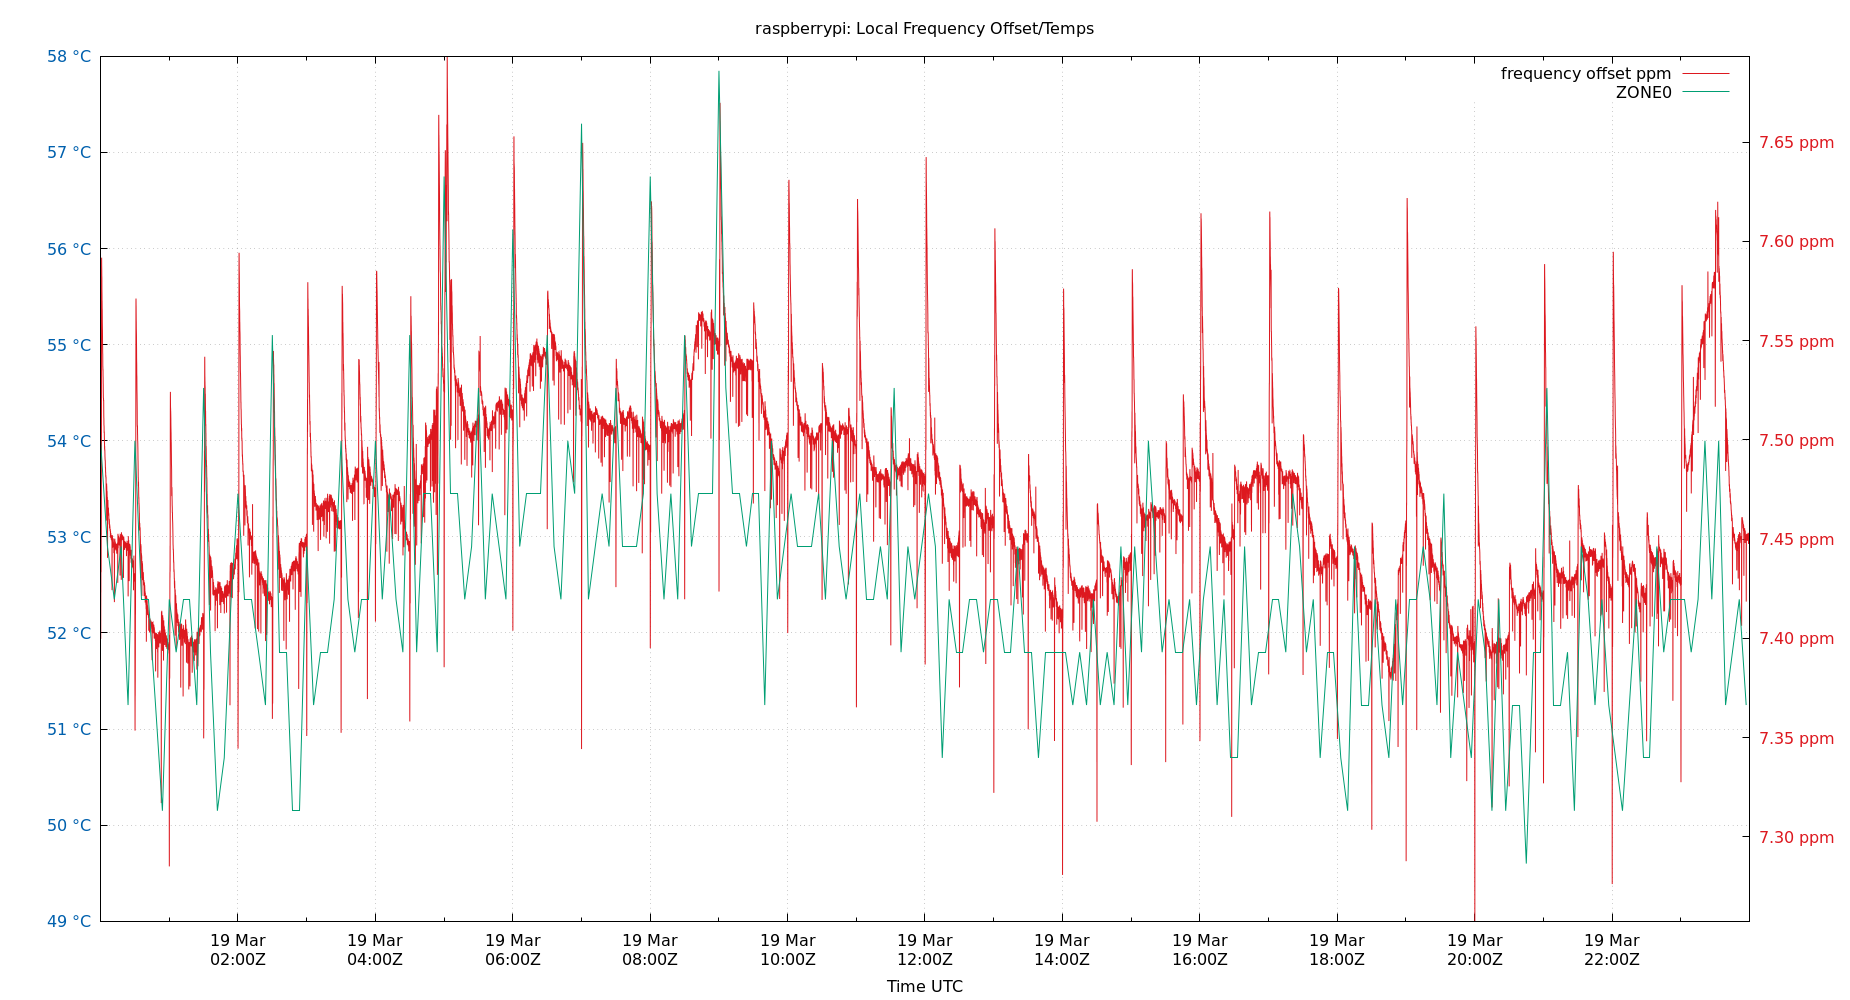 raspberrypi: Local Frequency Offset/Temps
frequency offset ppm
ZONE0
58 °C
57 °C
56 °C
55 °C
54 °C
53 °C
52 °C
51 °C
50 °C
49 °C
7.65 ppm
7.60 ppm
7.55 ppm
7.50 ppm
7.45 ppm
7.40 ppm
7.35 ppm
7.30 ppm
19 Mar
02:00Z
19 Mar
04:00Z
19 Mar
06:00Z
19 Mar
08:00Z
19 Mar
10:00Z
19 Mar
12:00Z
19 Mar
14:00Z
19 Mar
16:00Z
19 Mar
18:00Z
19 Mar
20:00Z
19 Mar
22:00Z
Time UTC